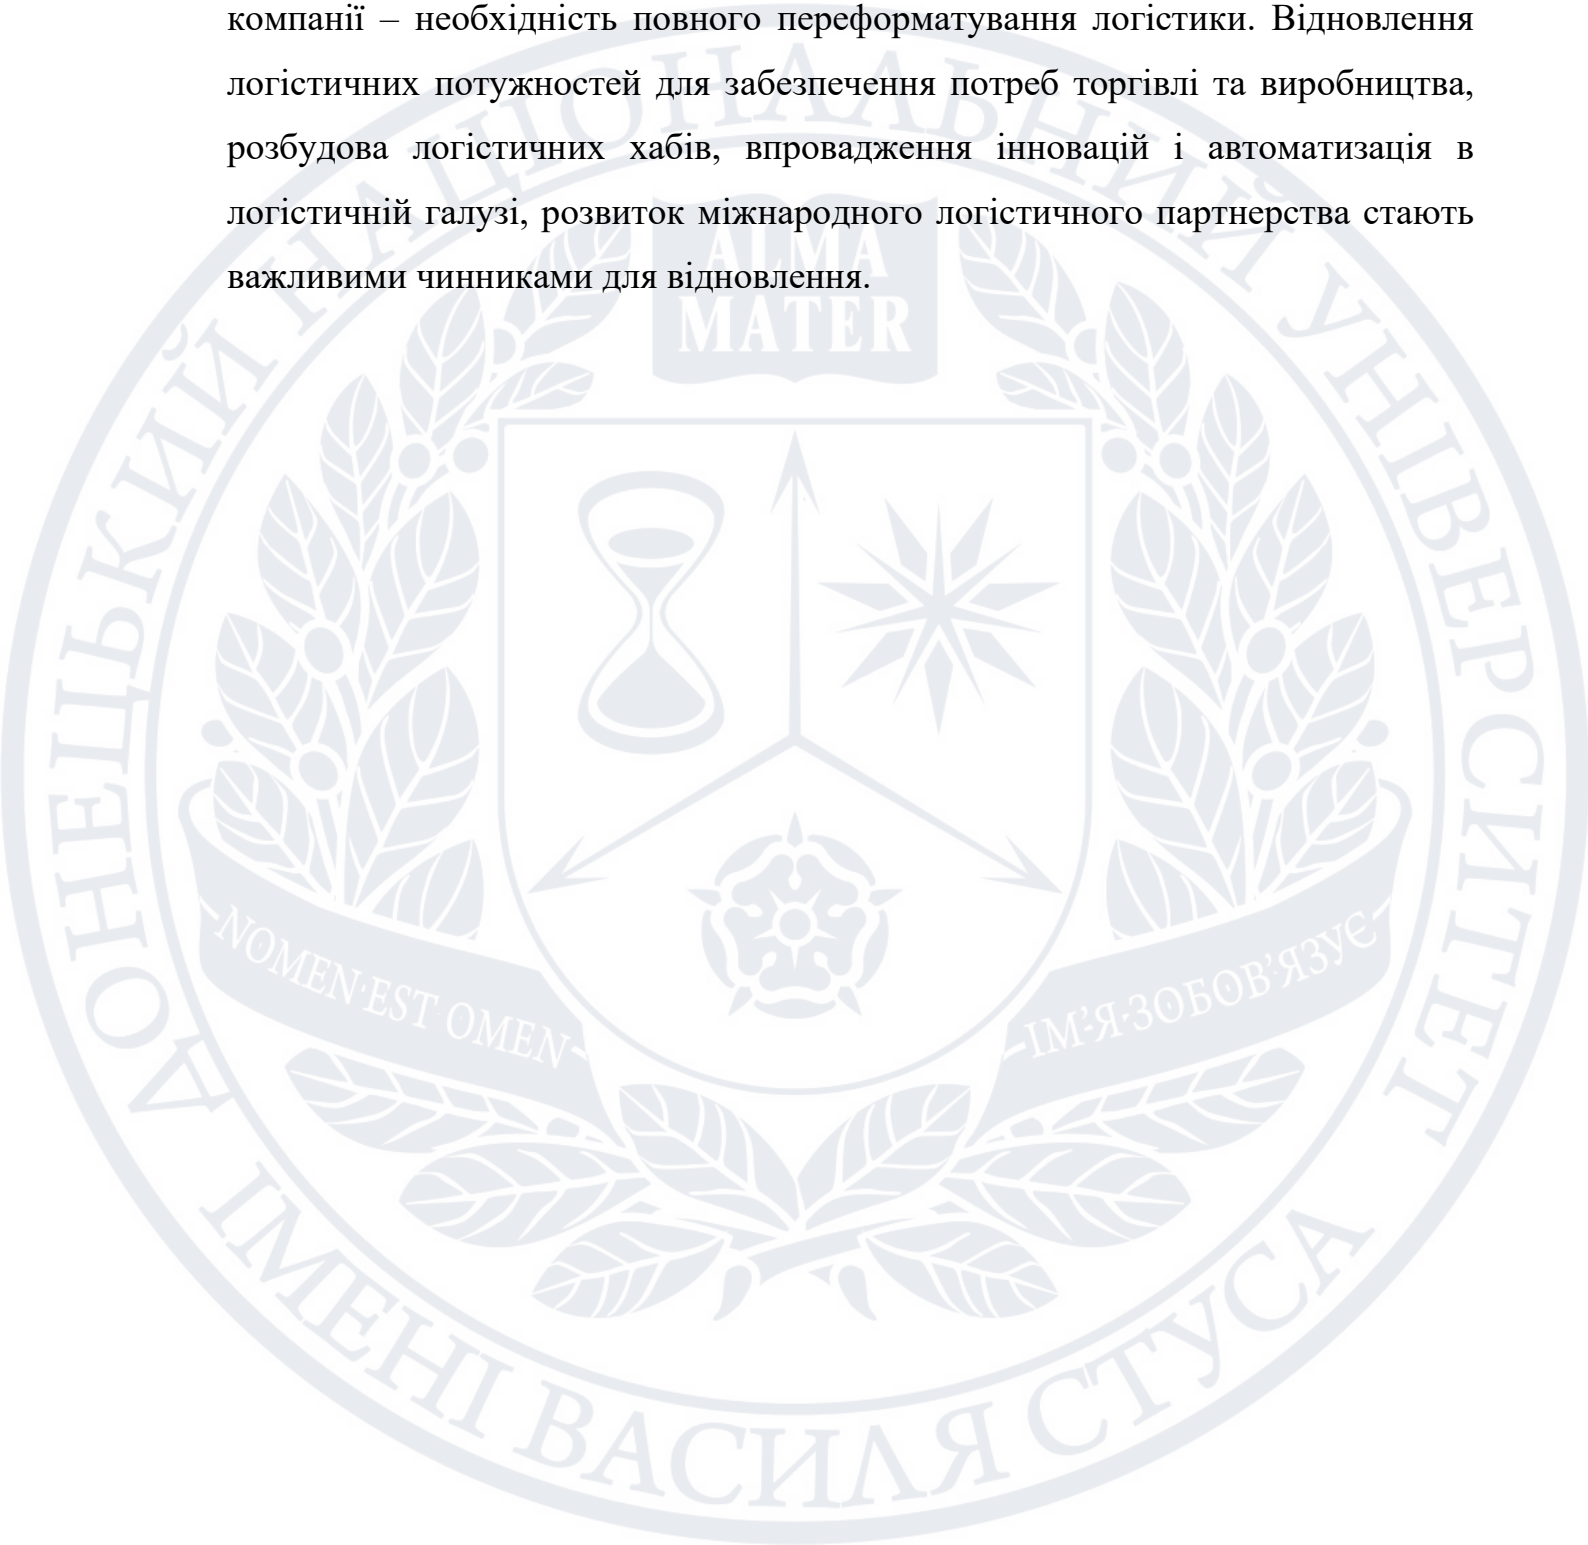 компанії – необхідність повного переформатування логістики. Відновлення
логістичних потужностей для забезпечення потреб торгівлі та виробництва,
розбудова логістичних хабів, впровадження інновацій і автоматизація в
логістичній галузі, розвиток міжнародного логістичного партнерства стають
важливими чинниками для відновлення.
ДОНЕЦЬКИЙ НАЦІОНАЛЬНИЙ УНІВЕРСИТЕТ
ALMA
MATER
NOMEN·EST·OMEN
ІМ'Я·ЗОБОВ'ЯЗУЄ
ІМЕНІ ВАСИЛЯ СТУСА